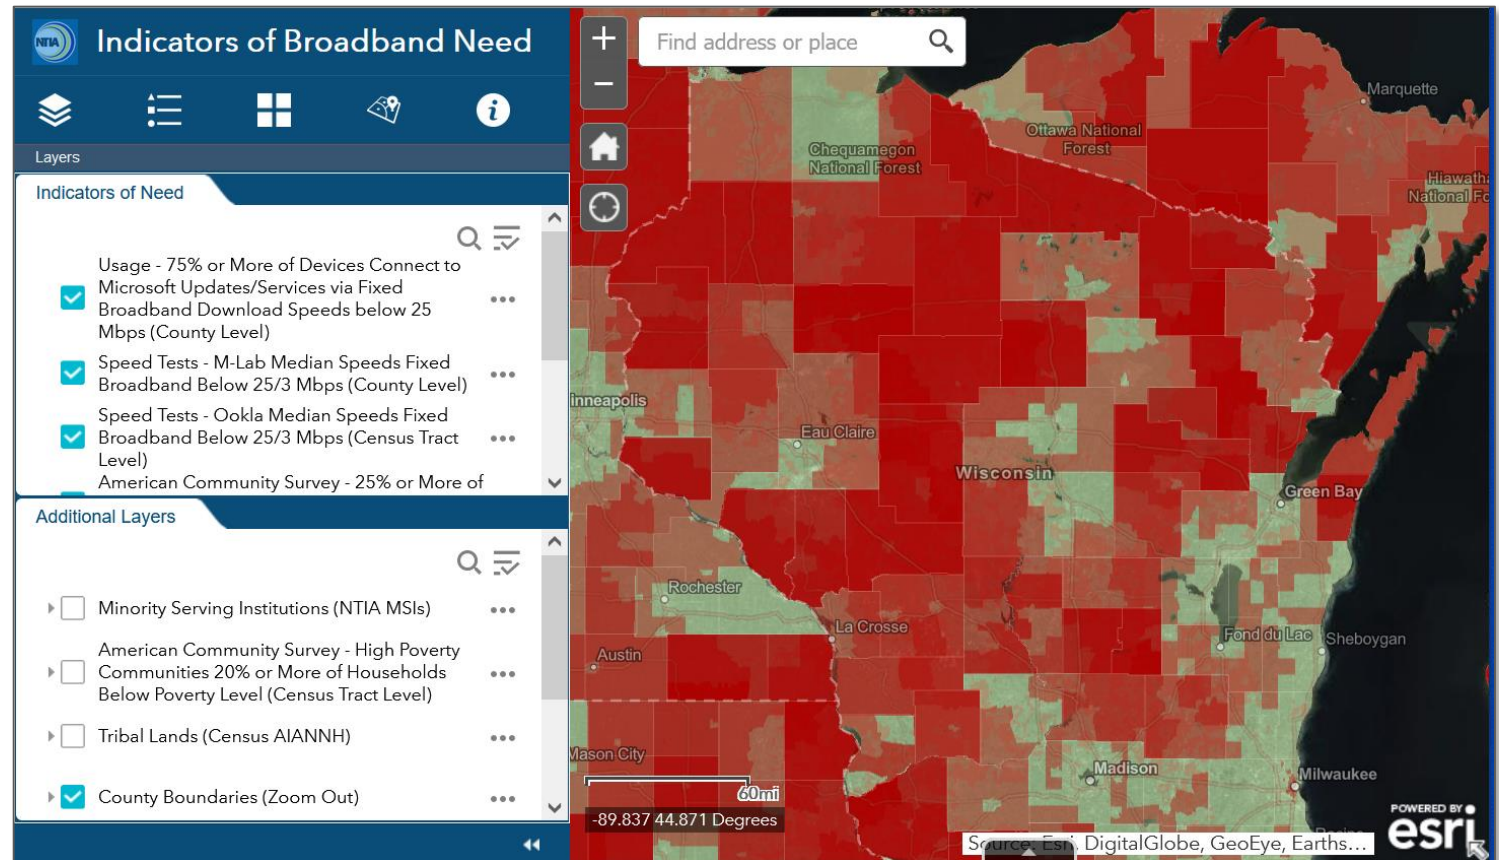 NTIA
Indicators of Broadband Need
Layers
Indicators of Need
Usage - 75% or More of Devices Connect to
Microsoft Updates/Services via Fixed
Broadband Download Speeds below 25
Mbps (County Level)
Speed Tests - M-Lab Median Speeds Fixed
Broadband Below 25/3 Mbps (County Level)
Speed Tests - Ookla Median Speeds Fixed
Broadband Below 25/3 Mbps (Census Tract
Level)
American Community Survey - 25% or More of
Additional Layers
Minority Serving Institutions (NTIA MSIs)
American Community Survey - High Poverty
Communities 20% or More of Households
Below Poverty Level (Census Tract Level)
Tribal Lands (Census AIANNH)
County Boundaries (Zoom Out)
Find address or place
Marquette
Ottawa National
Forest
Chequamegon
National Forest
Hiawatha
National Fo
inneapolis
Eau Claire
Wisconsin
Green Bay
Rochester
La Crosse
Fond du Lac
Sheboygan
Austin
Mason City
Madison
Milwaukee
60mi
-89.837 44.871 Degrees
Source: Esri, DigitalGlobe, GeoEye, Earths...
POWERED BY
esri